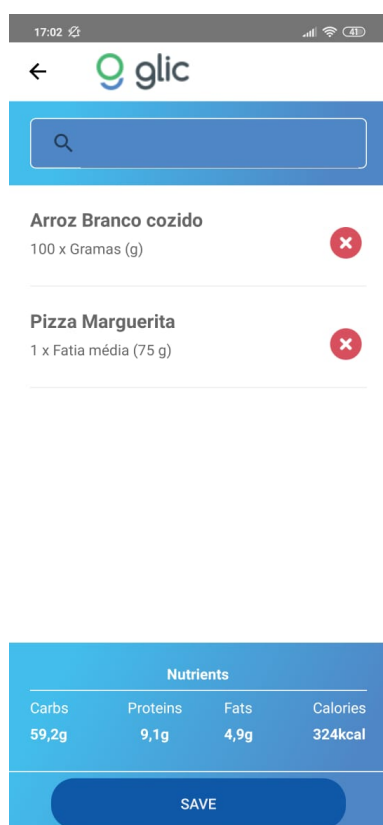 17:02
41
glic
Arroz Branco cozido
100 x Gramas (g)
Pizza Marguerita
1 x Fatia média (75 g)
Nutrients
Carbs Proteins Fats Calories
59,2g 9,1g 4,9g 324kcal
SAVE